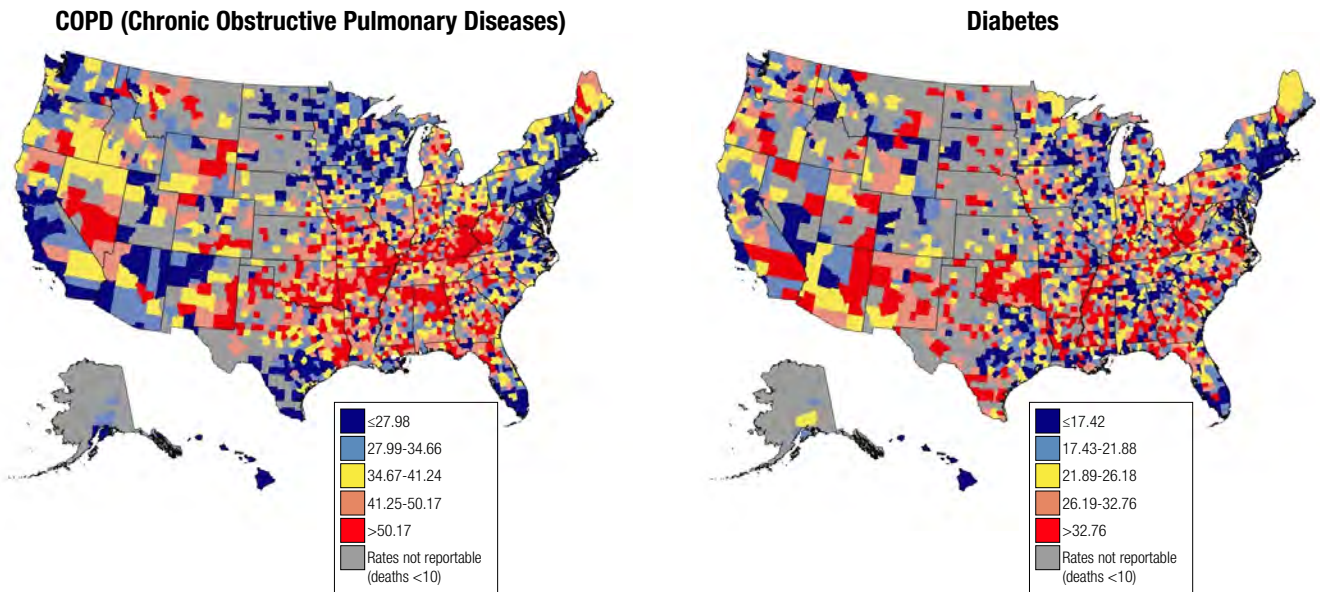 COPD (Chronic Obstructive Pulmonary Diseases)
≤27.98
27.99-34.66
34.67-41.24
41.25-50.17
>50.17
Rates not reportable
(deaths <10)
Diabetes
≤17.42
17.43-21.88
21.89-26.18
26.19-32.76
>32.76
Rates not reportable
(deaths <10)